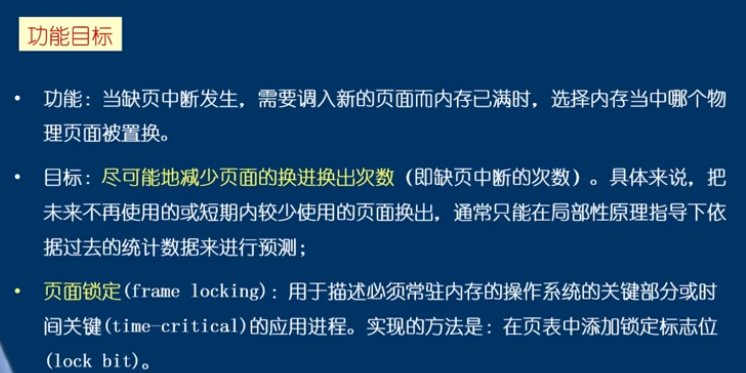 功能目标
• 功能：当缺页中断发生，需要调入新的页面而内存已满时，选择内存当中哪个物
理页面被置换。
• 目标：尽可能地减少页面的换进换出次数（即缺页中断的次数）。具体来说，把
未来不再使用的或短期内较少使用的页面换出，通常只能在局部性原理指导下依
据过去的统计数据来进行预测；
• 页面锁定(frame locking)：用于描述必须常驻内存的操作系统的关键部分或时
间关键(time-critical)的应用进程。实现的方法是：在页表中添加锁定标志位
(lock bit)。